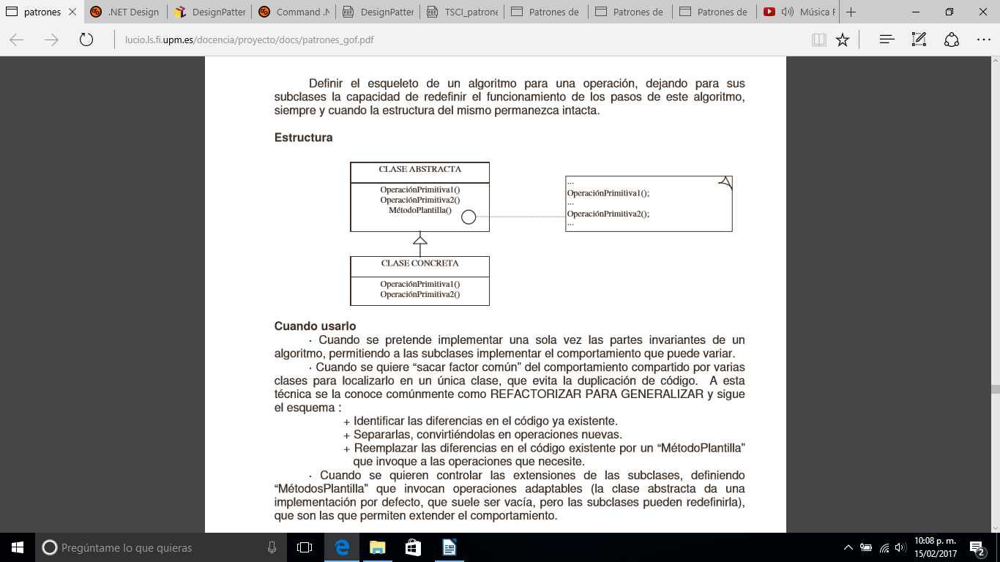 patrones
.NET Design
DesignPatter
Command .N
DesignPatter
TSCI_patrone
Patrones de
Patrones de
Patrones de
Música F
lucio.ls.fi.upm.es/docencia/proyecto/docs/patrones_gof.pdf
Definir el esqueleto de un algoritmo para una operación, dejando para sus
subclases la capacidad de redefinir el funcionamiento de los pasos de este algoritmo,
siempre y cuando la estructura del mismo permanezca intacta.
Estructura
CLASE ABSTRACTA
OperaciónPrimitiva1()
OperaciónPrimitiva2()
MétodoPlantilla()
...
OperaciónPrimitiva1();
...
OperaciónPrimitiva2();
...
CLASE CONCRETA
OperaciónPrimitiva1()
OperaciónPrimitiva2()
Cuando usarlo
· Cuando se pretende implementar una sola vez las partes invariantes de un
algoritmo, permitiendo a las subclases implementar el comportamiento que puede variar.
· Cuando se quiere “sacar factor común” del comportamiento compartido por varias
clases para localizarlo en un única clase, que evita la duplicación de código. A esta
técnica se la conoce comúnmente como REFACTORIZAR PARA GENERALIZAR y sigue
el esquema :
+ Identificar las diferencias en el código ya existente.
+ Separarlas, convirtiéndolas en operaciones nuevas.
+ Reemplazar las diferencias en el código existente por un “MétodoPlantilla”
que invoque a las operaciones que necesite.
· Cuando se quieren controlar las extensiones de las subclases, definiendo
“MétodosPlantilla” que invocan operaciones adaptables (la clase abstracta da una
implementación por defecto, que suele ser vacía, pero las subclases pueden redefinirla),
que son las que permiten extender el comportamiento.
Pregúntame lo que quieras
10:08 p. m.
15/02/2017
2